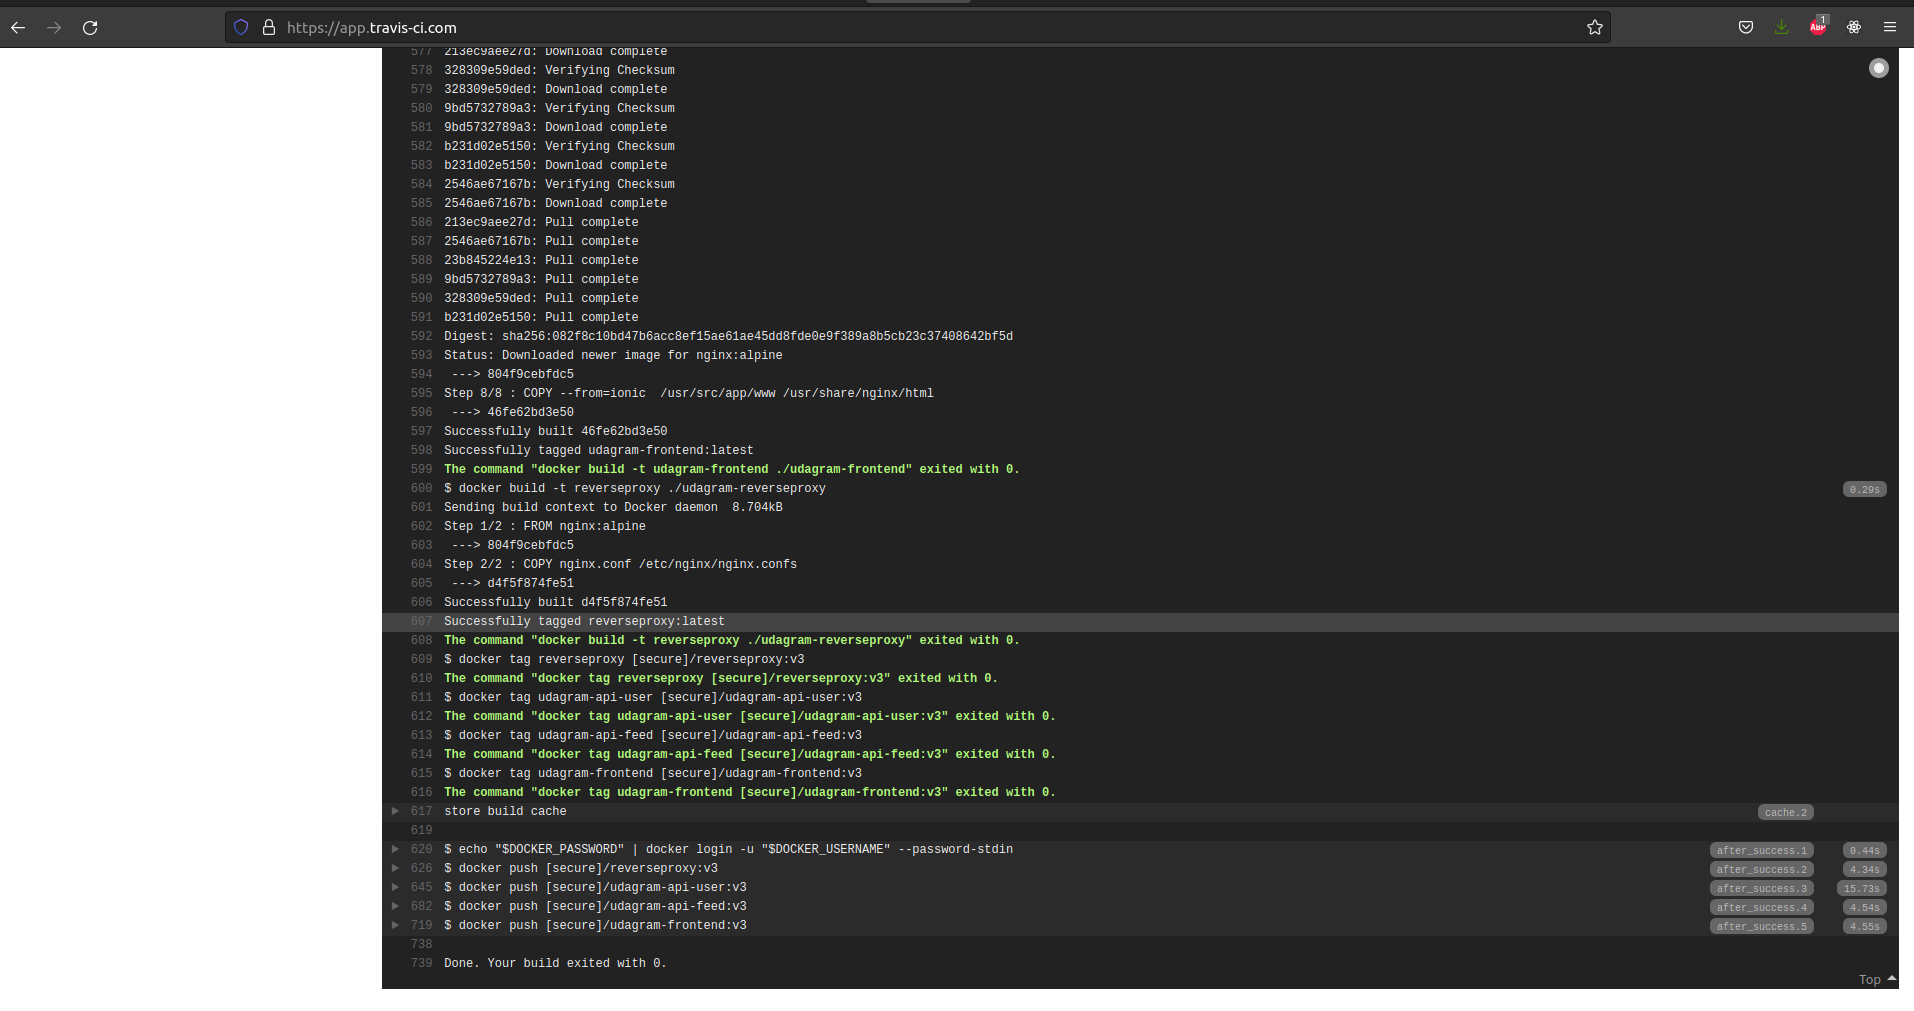 https://app.travis-ci.com
1
ABP
577 213ec9aee27d: Download complete
578 328309e59ded: Verifying Checksum
579 328309e59ded: Download complete
580 9bd5732789a3: Verifying Checksum
581 9bd5732789a3: Download complete
582 b231d02e5150: Verifying Checksum
583 b231d02e5150: Download complete
584 2546ae67167b: Verifying Checksum
585 2546ae67167b: Download complete
586 213ec9aee27d: Pull complete
587 2546ae67167b: Pull complete
588 23b845224e13: Pull complete
589 9bd5732789a3: Pull complete
590 328309e59ded: Pull complete
591 b231d02e5150: Pull complete
592 Digest: sha256:082f8c10bd47b6acc8ef15ae61ae45dd8fde0e9f389a8b5cb23c37408642bf5d
593 Status: Downloaded newer image for nginx:alpine
594 ---> 804f9cebfdc5
595 Step 8/8 : COPY --from=ionic  /usr/src/app/www /usr/share/nginx/html
596 ---> 46fe62bd3e50
597 Successfully built 46fe62bd3e50
598 Successfully tagged udagram-frontend:latest
599 The command "docker build -t udagram-frontend ./udagram-frontend" exited with 0.
600 $ docker build -t reverseproxy ./udagram-reverseproxy 0.29s
601 Sending build context to Docker daemon  8.704kB
602 Step 1/2 : FROM nginx:alpine
603 ---> 804f9cebfdc5
604 Step 2/2 : COPY nginx.conf /etc/nginx/nginx.confs
605 ---> d4f5f874fe51
606 Successfully built d4f5f874fe51
607 Successfully tagged reverseproxy:latest
608 The command "docker build -t reverseproxy ./udagram-reverseproxy" exited with 0.
609 $ docker tag reverseproxy [secure]/reverseproxy:v3
610 The command "docker tag reverseproxy [secure]/reverseproxy:v3" exited with 0.
611 $ docker tag udagram-api-user [secure]/udagram-api-user:v3
612 The command "docker tag udagram-api-user [secure]/udagram-api-user:v3" exited with 0.
613 $ docker tag udagram-api-feed [secure]/udagram-api-feed:v3
614 The command "docker tag udagram-api-feed [secure]/udagram-api-feed:v3" exited with 0.
615 $ docker tag udagram-frontend [secure]/udagram-frontend:v3
616 The command "docker tag udagram-frontend [secure]/udagram-frontend:v3" exited with 0.
617 store build cache cache.2
619
620 $ echo "$DOCKER_PASSWORD" | docker login -u "$DOCKER_USERNAME" --password-stdin after_success.1 0.44s
626 $ docker push [secure]/reverseproxy:v3 after_success.2 4.34s
645 $ docker push [secure]/udagram-api-user:v3 after_success.3 15.73s
682 $ docker push [secure]/udagram-api-feed:v3 after_success.4 4.54s
719 $ docker push [secure]/udagram-frontend:v3 after_success.5 4.55s
738
739 Done. Your build exited with 0.
Top